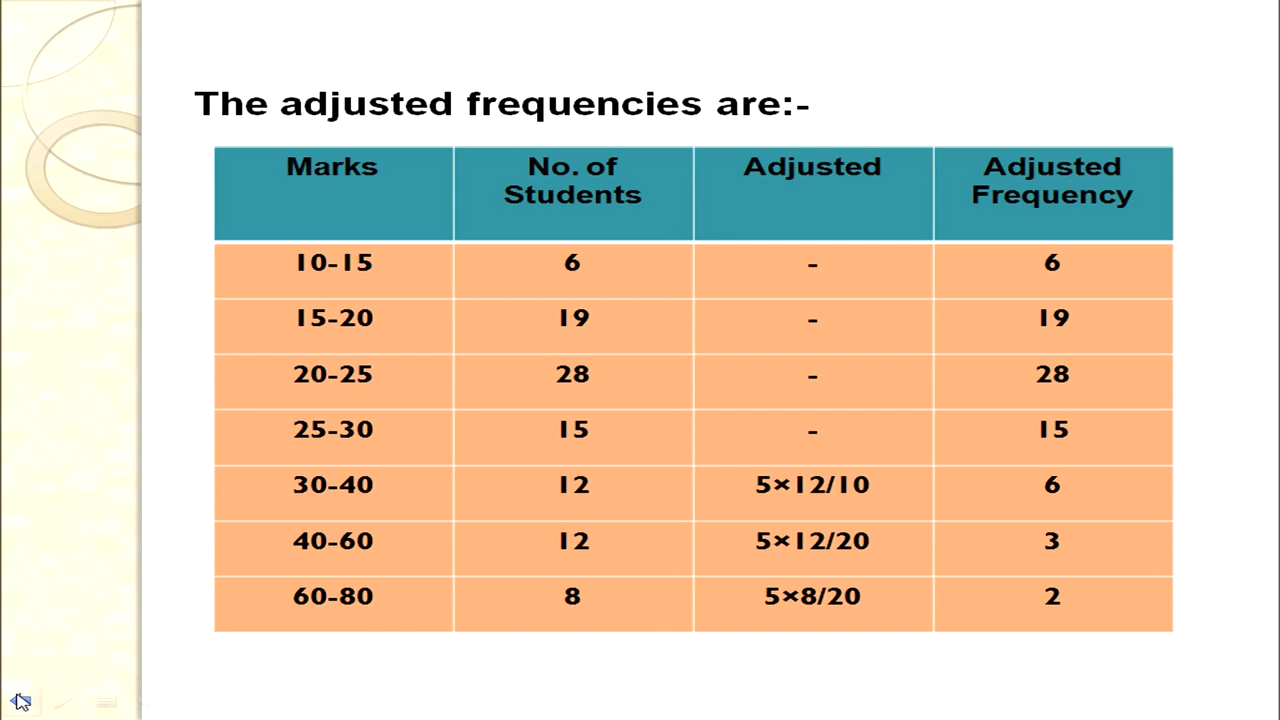 The adjusted frequencies are:-
Marks No. of Students Adjusted Adjusted Frequency
10-15 6 - 6
15-20 19 - 19
20-25 28 - 28
25-30 15 - 15
30-40 12 5×12/10 6
40-60 12 5×12/20 3
60-80 8 5×8/20 2